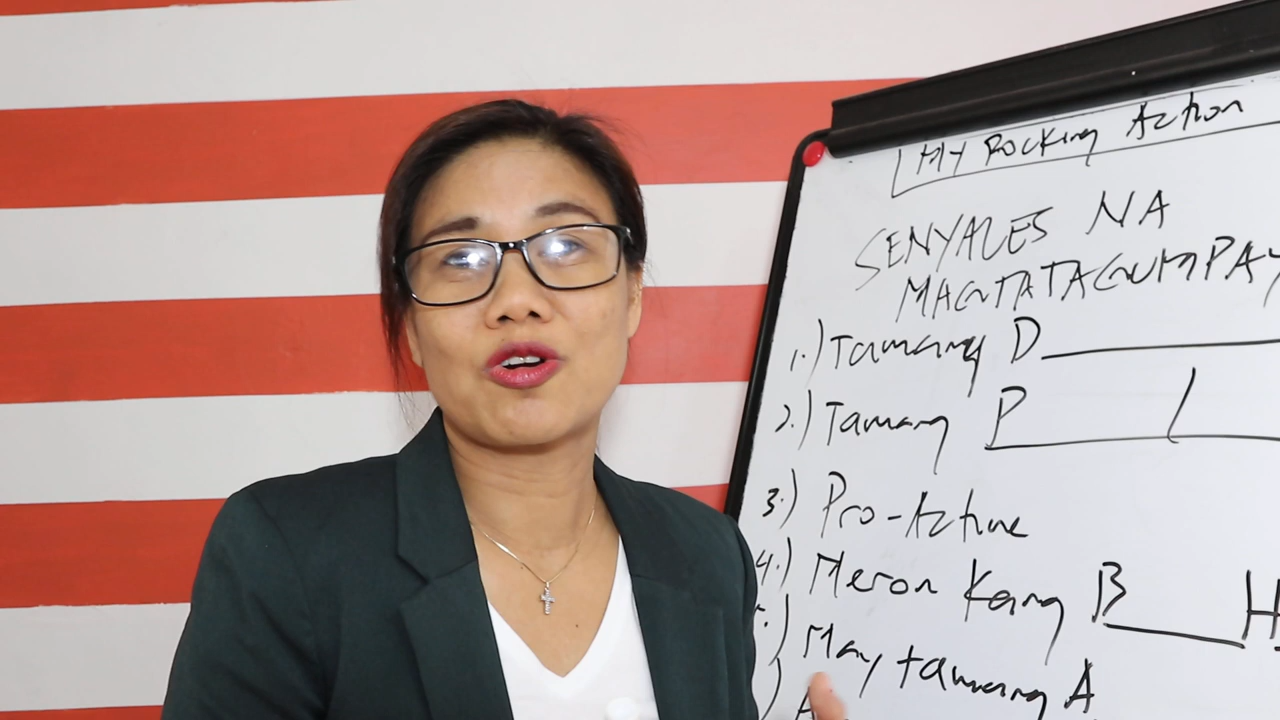 My Rocking Action
SENYALES NA
MAGTATAGUMPAY
1.) Tamang D
2.) Tamang P
3.) Pro-Active
4.) Meron Kang B H
.) May tamang A
) A